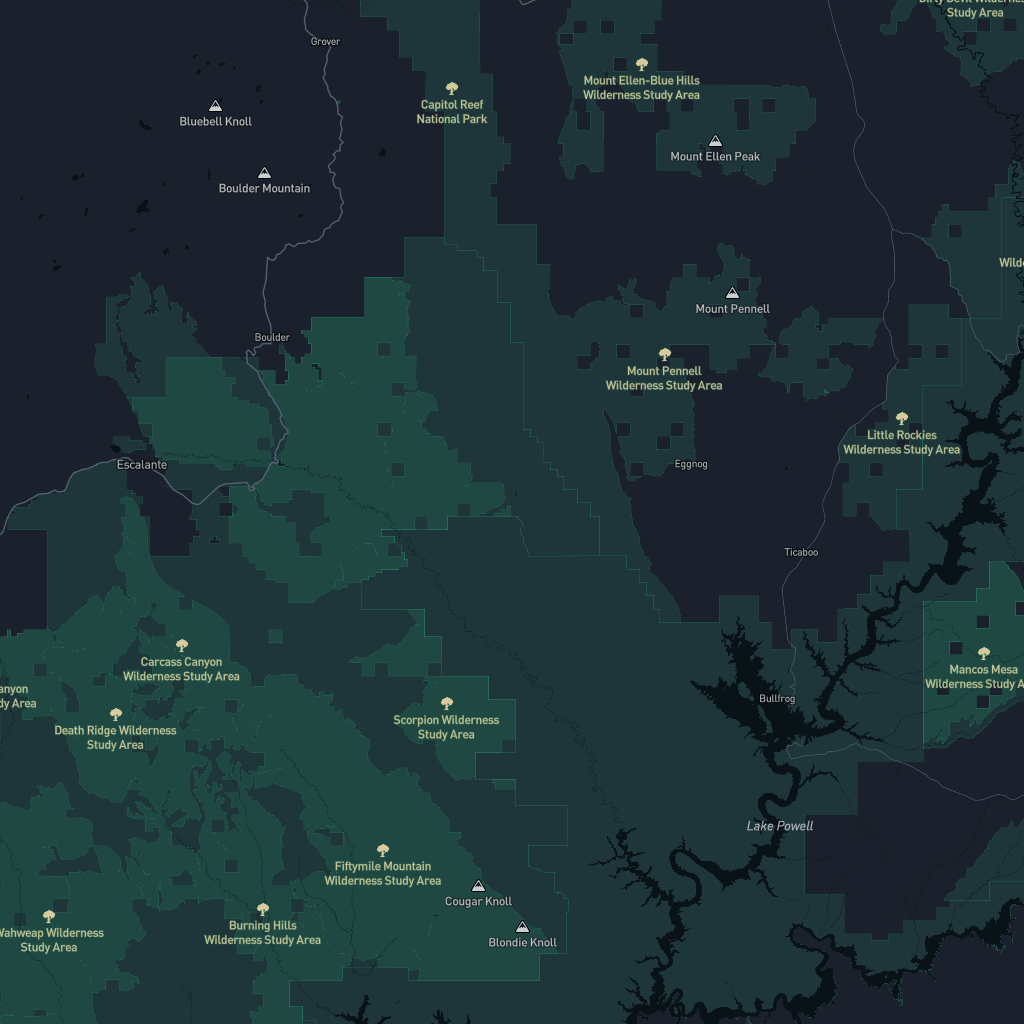 Study Area
Grover
Mount Ellen-Blue Hills
Wilderness Study Area
Capitol Reef
National Park
Bluebell Knoll
Mount Ellen Peak
Boulder Mountain
Mount Pennell
Boulder
Mount Pennell
Wilderness Study Area
Little Rockies
Wilderness Study Area
Escalante
Eggnog
Ticaboo
Carcass Canyon
Wilderness Study Area
Mancos Mesa
Wilderness Study A
anyon
dy Area
Bullfrog
Scorpion Wilderness
Study Area
Death Ridge Wilderness
Study Area
Lake Powell
Fiftymile Mountain
Wilderness Study Area
Cougar Knoll
Burning Hills
Wilderness Study Area
Wahweap Wilderness
Study Area
Blondie Knoll